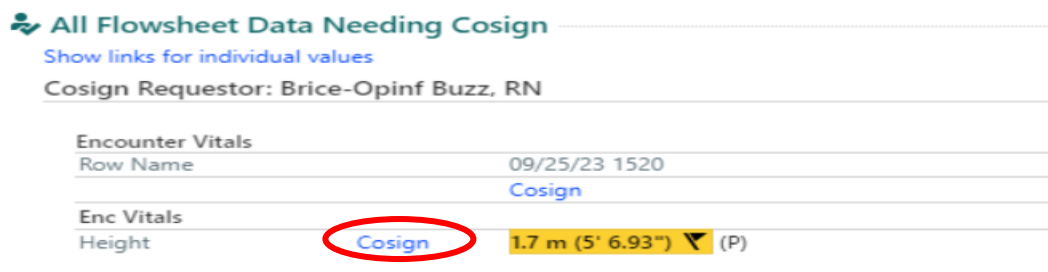 All Flowsheet Data Needing Cosign
Show links for individual values
Cosign Requestor: Brice-Opinf Buzz, RN
Encounter Vitals
Row Name 09/25/23 1520
Cosign
Enc Vitals
Height Cosign 1.7 m (5' 6.93") (P)